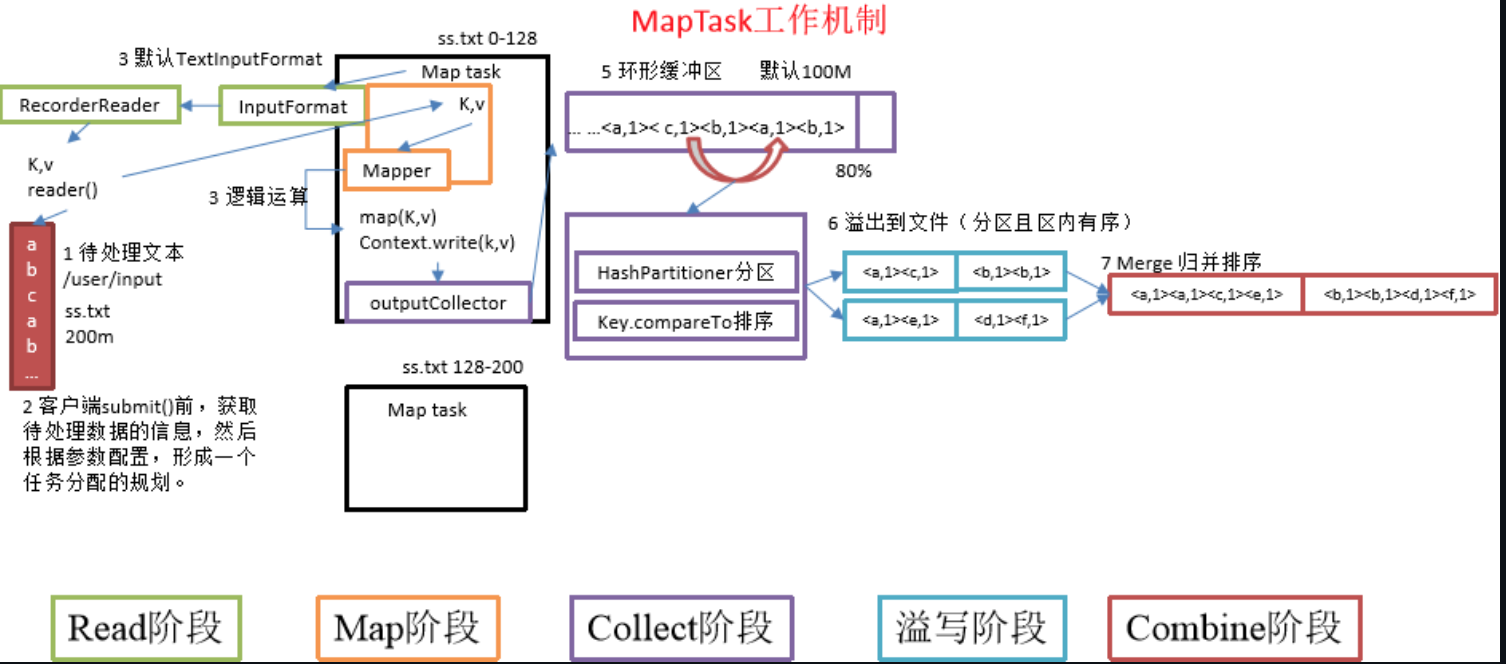 MapTask工作机制
ss.txt 0-128
3 默认TextInputFormat
Map task
RecorderReader
InputFormat
K,v
Mapper
K,v
reader()
3 逻辑运算
map(K,v)
Context.write(k,v)
outputCollector
a
b
c
a
b
...
1 待处理文本
/user/input
ss.txt
200m
2 客户端submit()前，获取
待处理数据的信息，然后
根据参数配置，形成一个
任务分配的规划。
ss.txt 128-200
Map task
5 环形缓冲区 默认100M
... ...<a,1>< c,1><b,1><a,1><b,1>
80%
HashPartitioner分区
Key.compareTo排序
6 溢出到文件（分区且区内有序）
<a,1><c,1> <b,1><b,1>
<a,1><e,1> <d,1><f,1>
7 Merge 归并排序
<a,1><a,1><c,1><e,1> <b,1><b,1><d,1><f,1>
Read阶段
Map阶段
Collect阶段
溢写阶段
Combine阶段